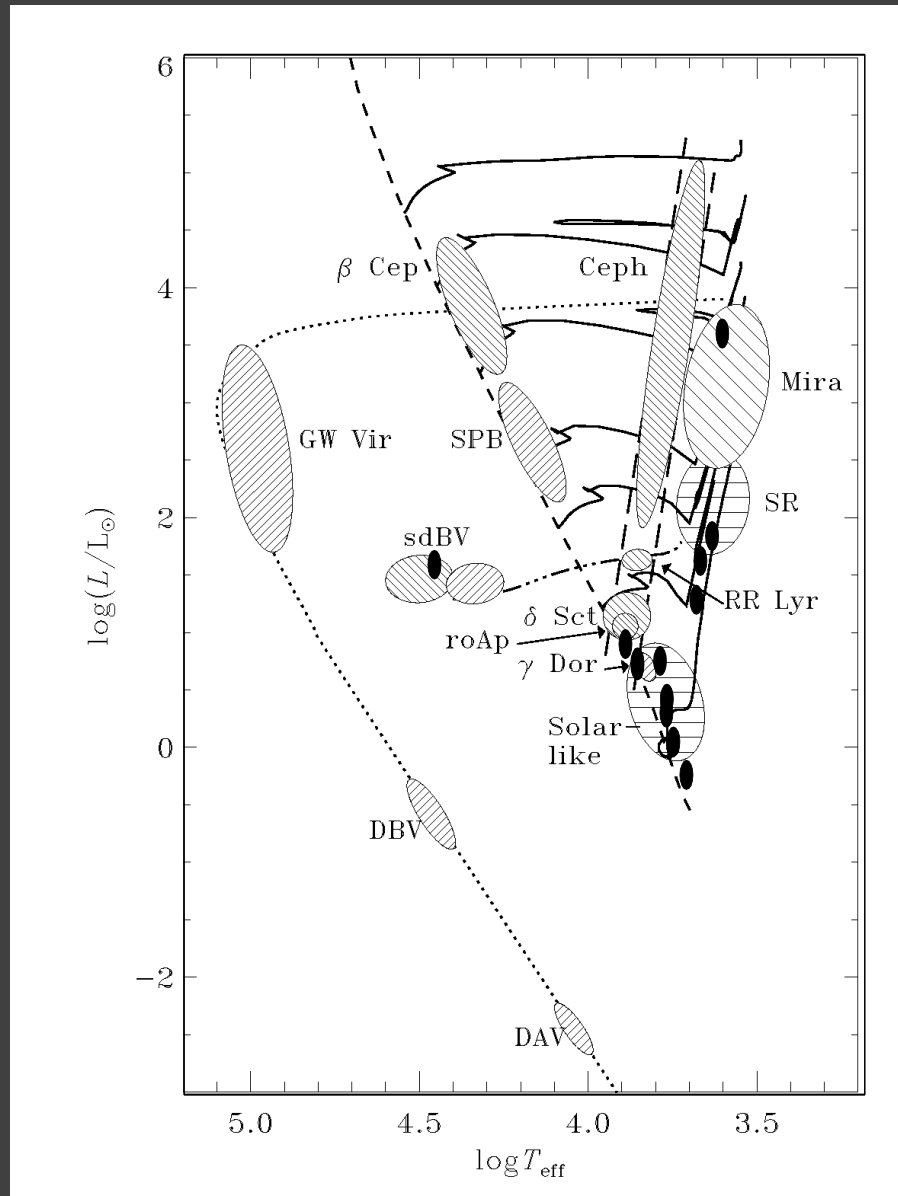 6
β Cep
Ceph
4
Mira
GW Vir
SPB
SR
2
sdBV
RR Lyr
δ Sct
roAp
γ Dor
Solar-
like
0
DBV
−2
DAV
5.0 4.5 4.0 3.5
log(L/L⊙)
log Teff